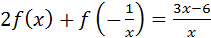 2f(x) + f(−1/x) = (3x−6)/x